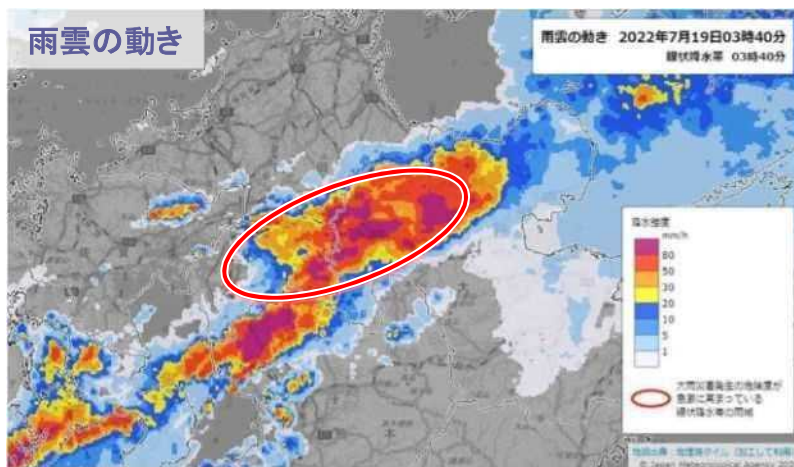 雨雲の動き
雨雲の動き 2022年7月19日03時40分
線状降水帯 03時40分
降水強度
mm/h
80
50
30
20
10
5
1
大雨災害発生の危険度が
急激に高まっている
線状降水帯の雨域